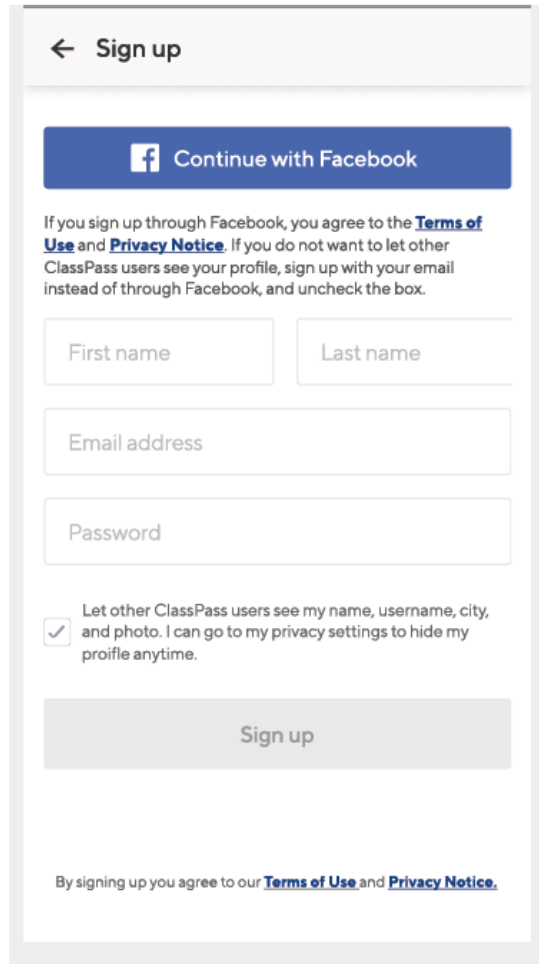 Sign up
Continue with Facebook
If you sign up through Facebook, you agree to the Terms of
Use and Privacy Notice. If you do not want to let other
ClassPass users see your profile, sign up with your email
instead of through Facebook, and uncheck the box.
First name
Last name
Email address
Password
Let other ClassPass users see my name, username, city,
and photo. I can go to my privacy settings to hide my
proifle anytime.
Sign up
By signing up you agree to our Terms of Use and Privacy Notice.